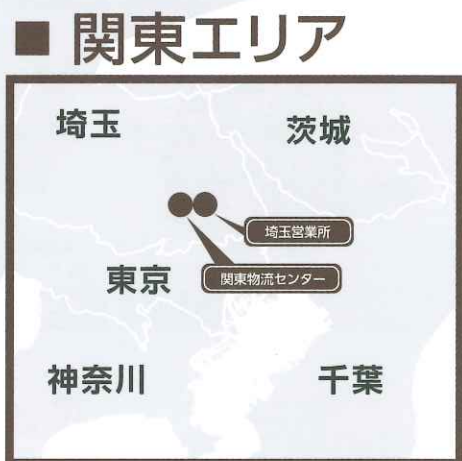 ■ 関東エリア
埼玉
茨城
埼玉営業所
関東物流センター
東京
神奈川
千葉